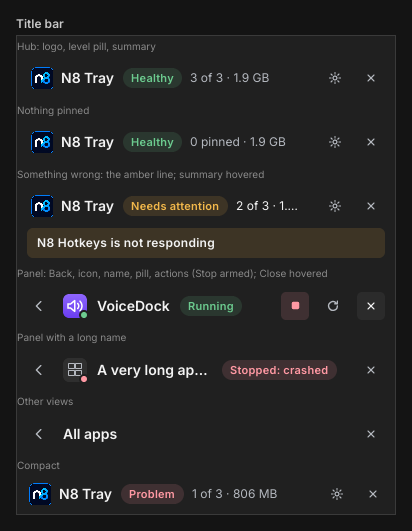 Title bar
Hub: logo, level pill, summary
n8 N8 Tray Healthy 3 of 3 · 1.9 GB
Nothing pinned
n8 N8 Tray Healthy 0 pinned · 1.9 GB
Something wrong: the amber line; summary hovered
n8 N8 Tray Needs attention 2 of 3 · 1....
N8 Hotkeys is not responding
Panel: Back, icon, name, pill, actions (Stop armed); Close hovered
VoiceDock Running
Panel with a long name
A very long ap... Stopped: crashed
Other views
All apps
Compact
n8 N8 Tray Problem 1 of 3 · 806 MB